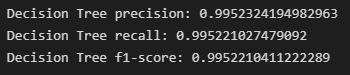 Decision Tree precision: 0.9952324194982963
Decision Tree recall: 0.995221027479092
Decision Tree f1-score: 0.9952210411222289